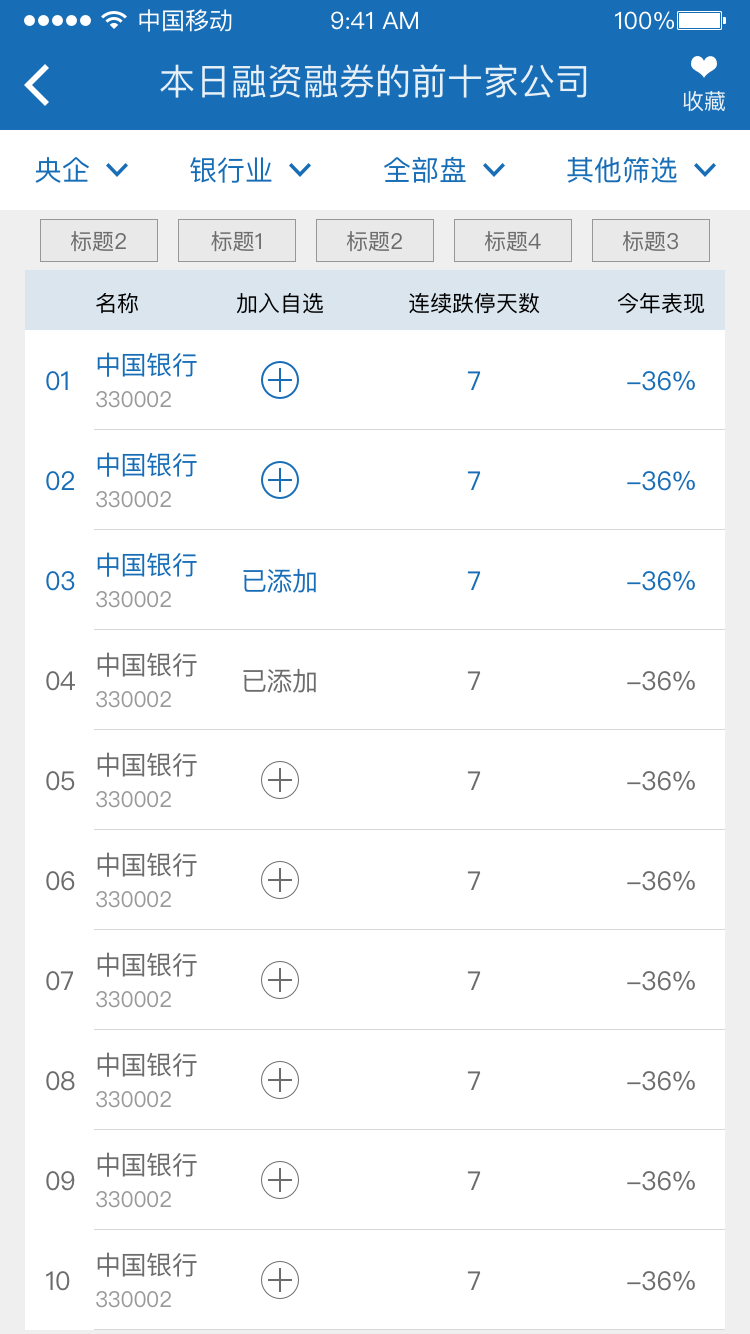 中国移动 9:41 AM 100%
本日融资融券的前十家公司
收藏
央企 银行业 全部盘 其他筛选
标题2 标题1 标题2 标题4 标题3
名称 加入自选 连续跌停天数 今年表现
01 中国银行 7 –36%
330002
02 中国银行 7 –36%
330002
03 中国银行 已添加 7 –36%
330002
04 中国银行 已添加 7 –36%
330002
05 中国银行 7 –36%
330002
06 中国银行 7 –36%
330002
07 中国银行 7 –36%
330002
08 中国银行 7 –36%
330002
09 中国银行 7 –36%
330002
10 中国银行 7 –36%
330002